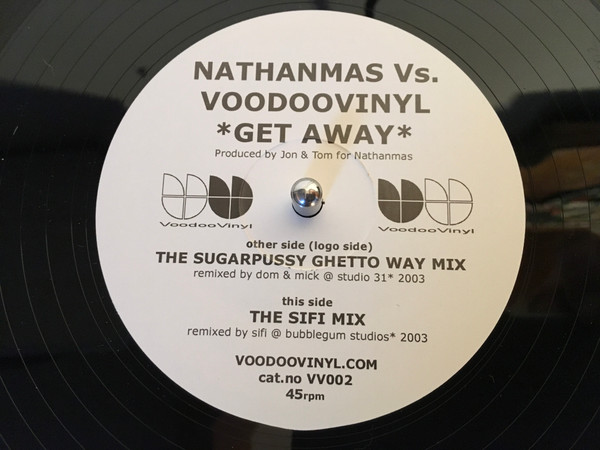 NATHANMAS Vs.
VOODOOVINYL
*GET AWAY*
Produced by Jon & Tom for Nathanmas
VoodooVinyl
VoodooVinyl
other side (logo side)
THE SUGARPUSSY GHETTO WAY MIX
remixed by dom & mick @ studio 31* 2003
this side
THE SIFI MIX
remixed by sifi @ bubblegum studios* 2003
VOODOOVINYL.COM
cat.no VV002
45rpm